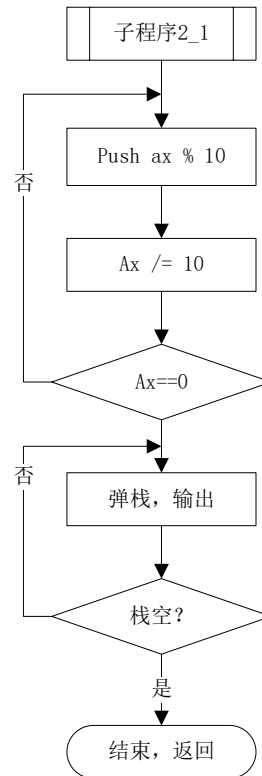 子程序2_1
Push ax % 10
否
Ax /= 10
Ax==0
否
弹栈，输出
栈空？
是
结束，返回